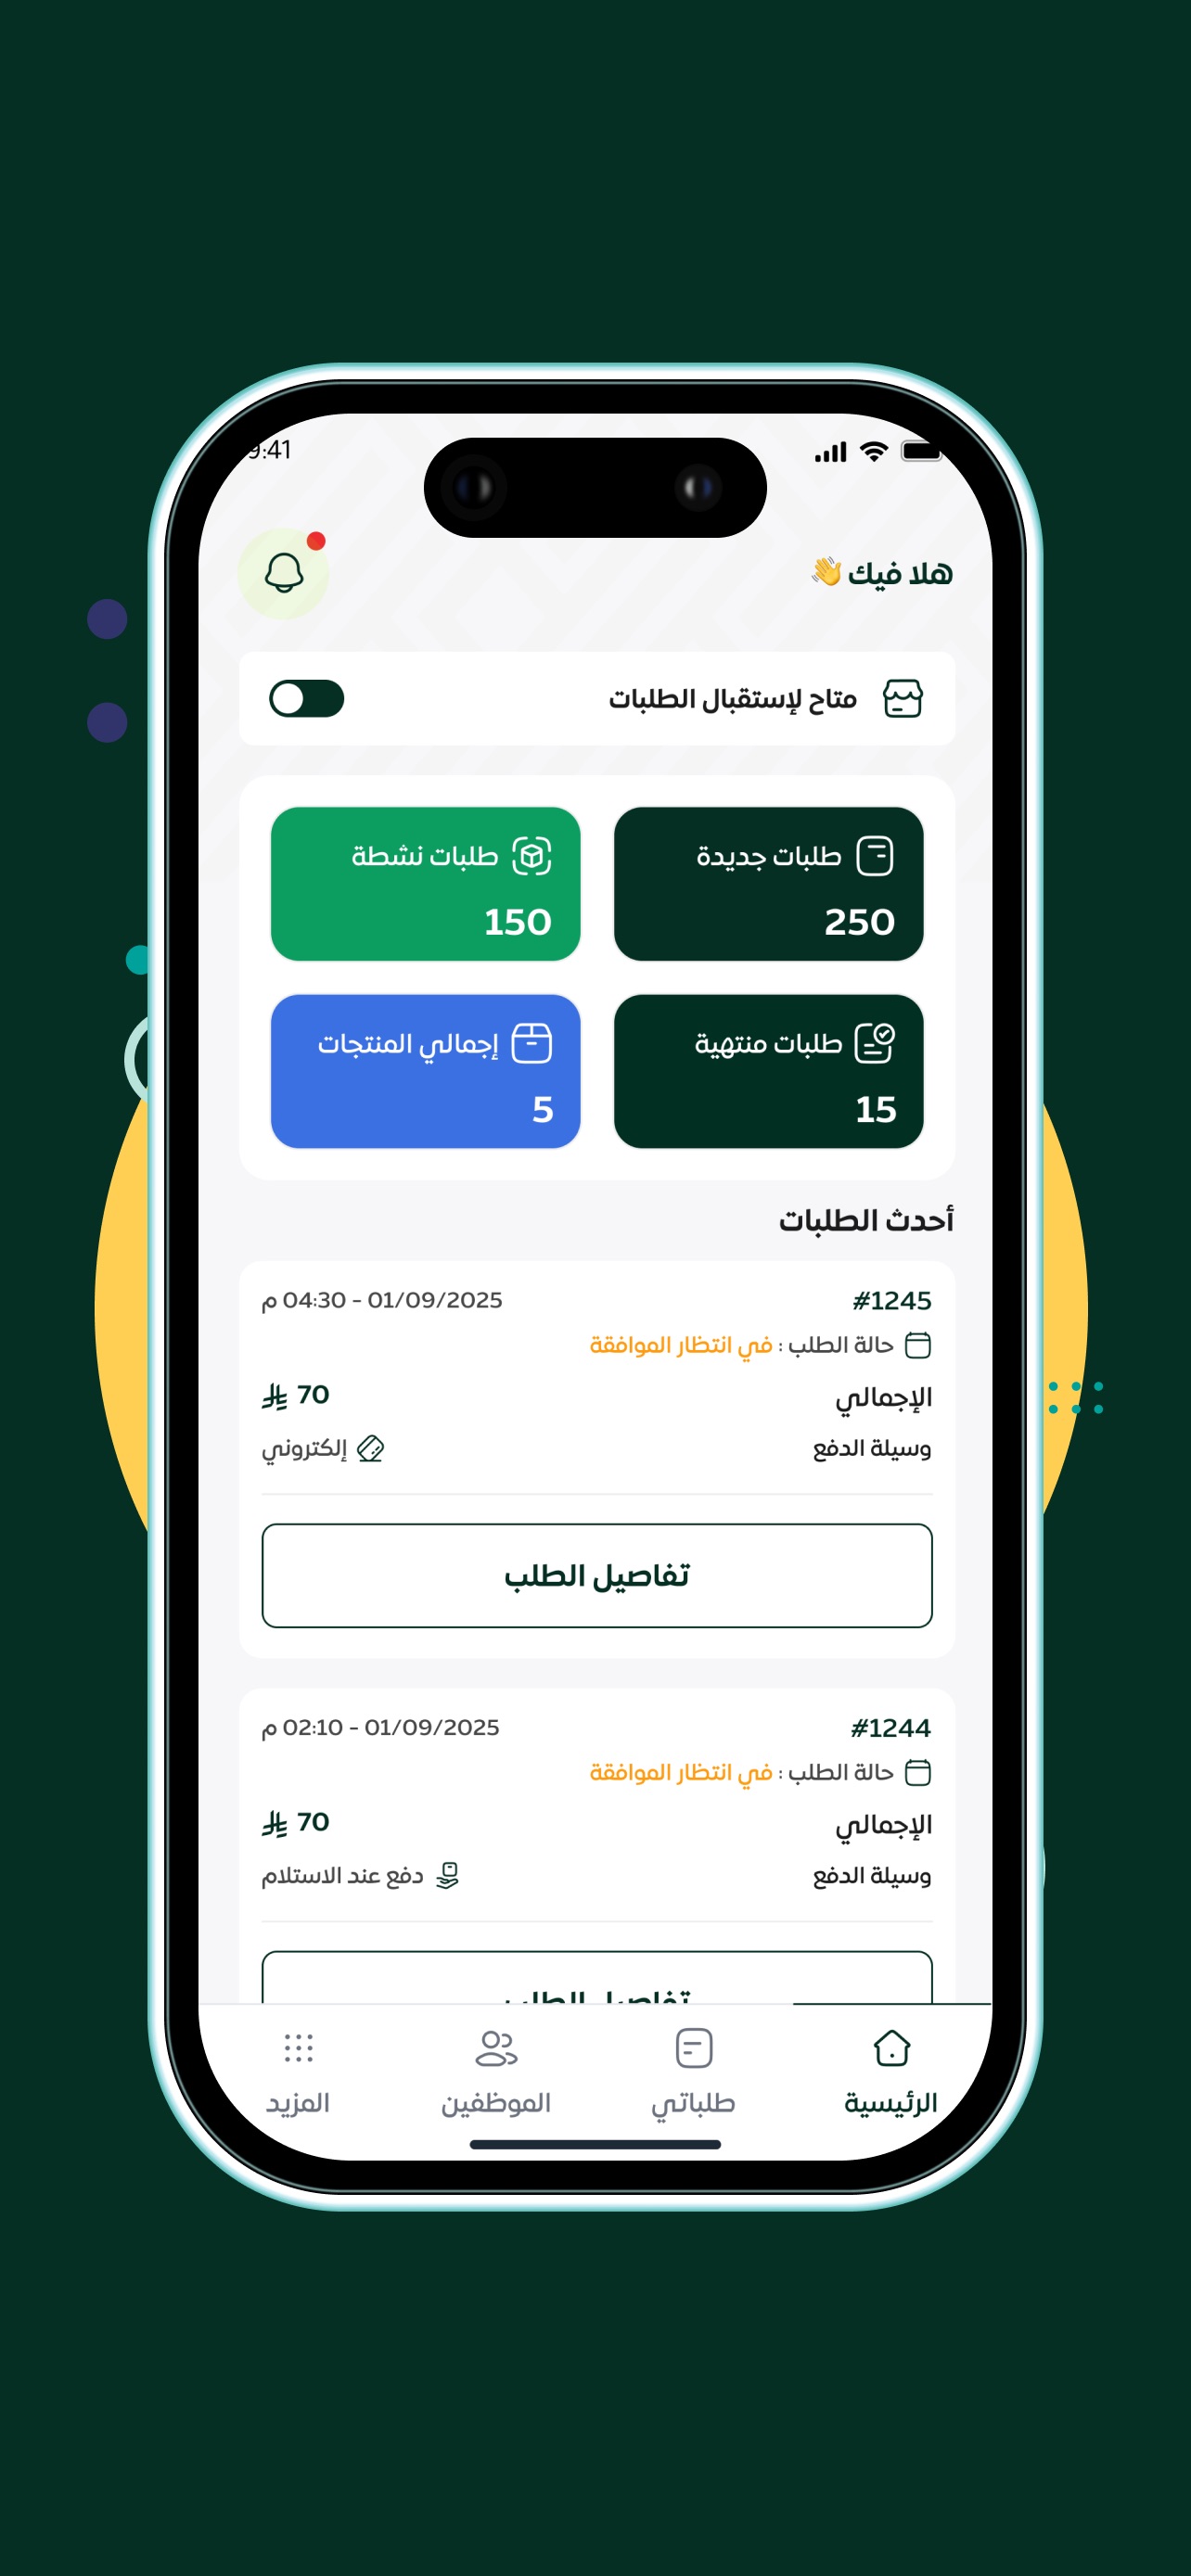 9:41
هلا فيك 👋
متاح لإستقبال الطلبات
طلبات جديدة
250
طلبات نشطة
150
طلبات منتهية
15
إجمالي المنتجات
5
أحدث الطلبات
#1245
01/09/2025 - 04:30 م
حالة الطلب : في انتظار الموافقة
الإجمالي
70
وسيلة الدفع
إلكتروني
تفاصيل الطلب
#1244
01/09/2025 - 02:10 م
حالة الطلب : في انتظار الموافقة
الإجمالي
70
وسيلة الدفع
دفع عند الاستلام
تفاصيل الطلب
الرئيسية
طلباتي
الموظفين
المزيد